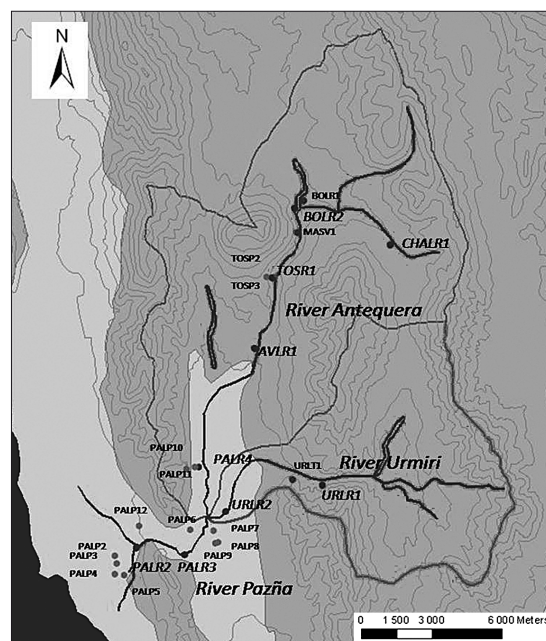 N
BOLR1
BOLR2
MASV1
CHALR1
TOSP2
TOSR1
TOSP3
River Antequera
AVLR1
PALP10
PALR4
PALP11
URLT1
River Urmiri
URLR1
URLR2
PALP12
PALP6
PALP7
PALP2
PALP8
PALP3
PALP9
PALP4
PALR2
PALR3
PALP5
River Pazña
0 1 500 3 000 6 000 Meters